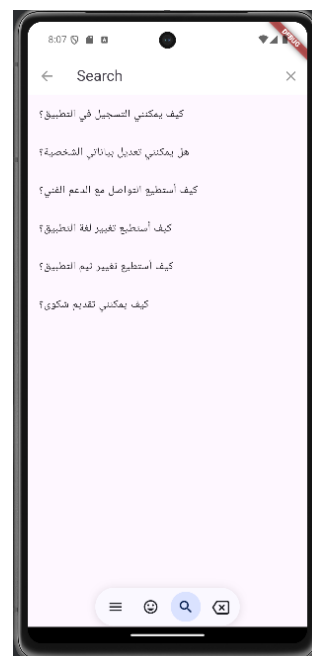 8:07
DEBUG
Search
كيف يمكنني التسجيل في التطبيق؟
هل يمكنني تعديل بياناتي الشخصية؟
كيف أستطيع التواصل مع الدعم الفني؟
كيف أستطيع تغيير لغة التطبيق؟
كيف أستطيع تغيير ثيم التطبيق؟
كيف يمكنني تقديم شكوى؟